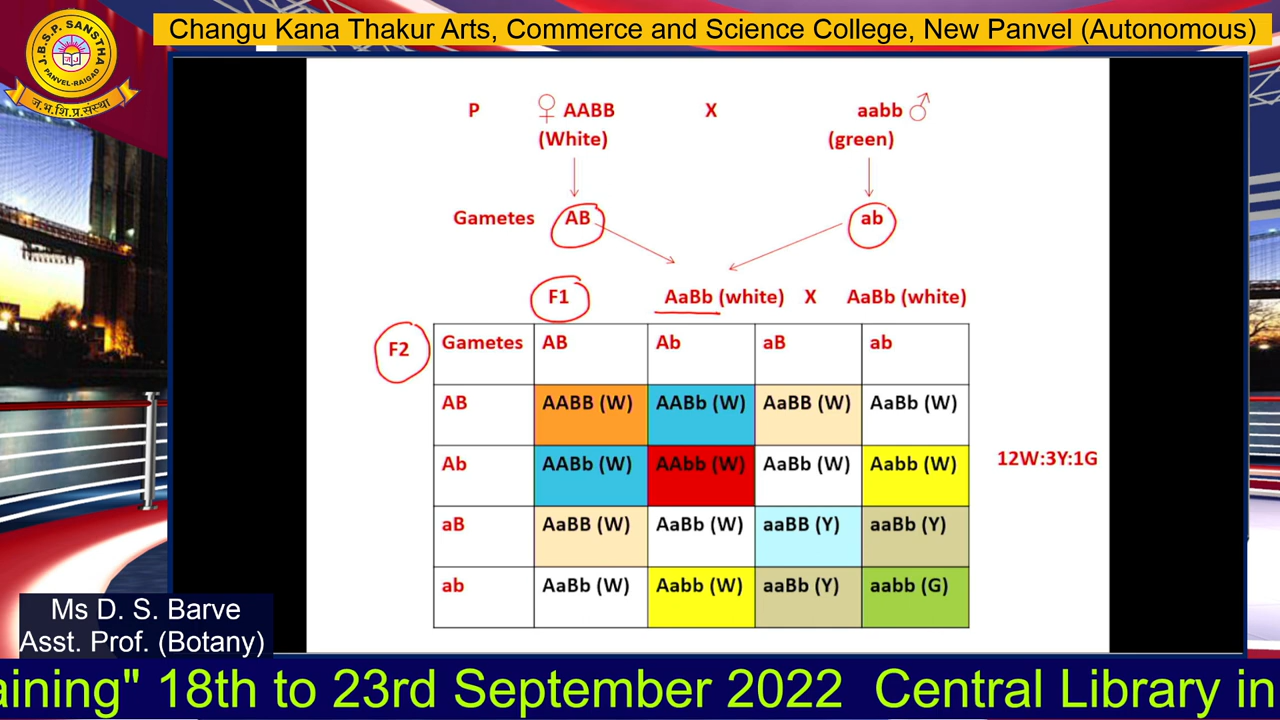 Changu Kana Thakur Arts, Commerce and Science College, New Panvel (Autonomous)
J.B.S.P. SANSTHA
PANVEL-RAIGAD
ज.भ.शि.प्र.संस्था
P ♀ AABB X aabb ♂
(White) (green)
Gametes AB ab
F1 AaBb (white) X AaBb (white)
F2 Gametes AB Ab aB ab
AB AABB (W) AABb (W) AaBB (W) AaBb (W)
Ab AABb (W) AAbb (W) AaBb (W) Aabb (W) 12W:3Y:1G
aB AaBB (W) AaBb (W) aaBB (Y) aaBb (Y)
ab AaBb (W) Aabb (W) aaBb (Y) aabb (G)
Ms D. S. Barve
Asst. Prof. (Botany)
aining" 18th to 23rd September 2022 Central Library in